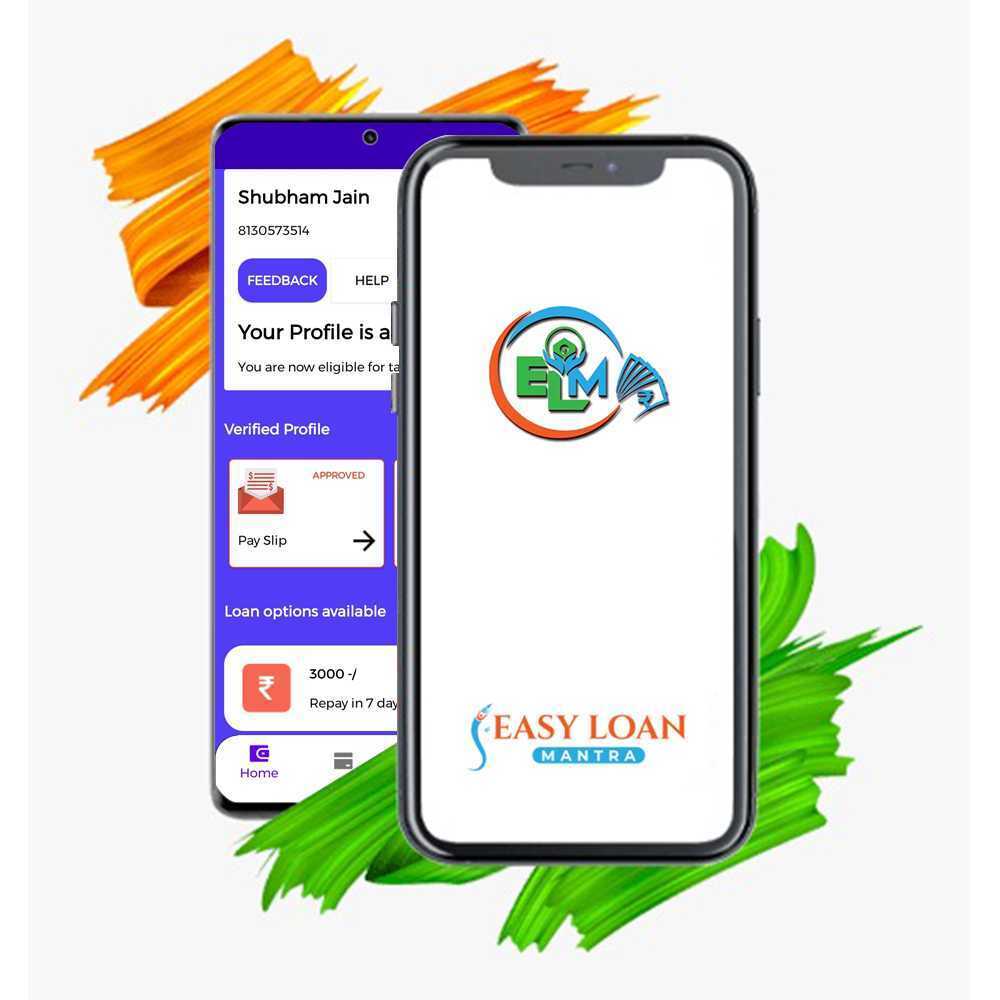 Shubham Jain
8130573514
FEEDBACK
HELP
Your Profile is a
You are now eligible for ta
Verified Profile
APPROVED
Pay Slip
Loan options available
₹
3000 -/
Repay in 7 day
Home
ELM
₹
EASY LOAN
MANTRA